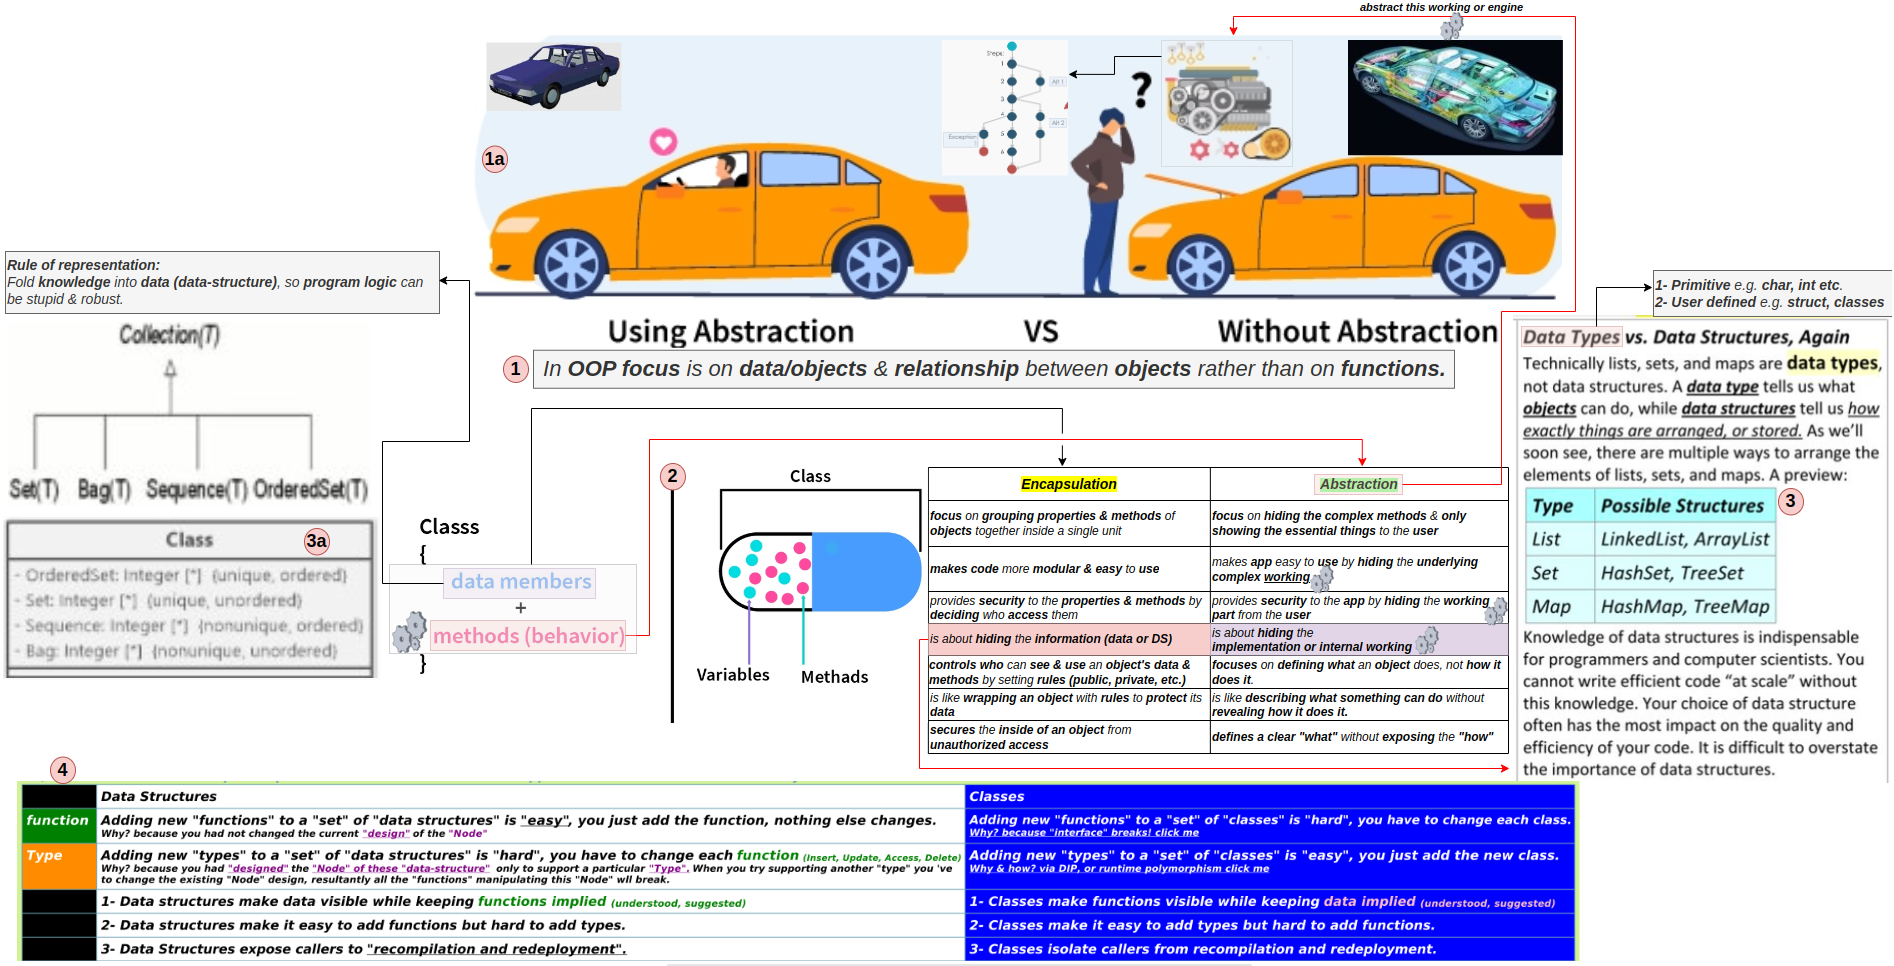 abstract this working or engine
Steps:
1
2
Alt 1
3
4
Alt 2
Exception
5
6
?
1a
Rule of representation:
Fold knowledge into data (data-structure), so program logic can
be stupid & robust.
Using Abstraction
VS
Without Abstraction
1
In OOP focus is on data/objects & relationship between objects rather than on functions.
Collection(T)
Set(T) Bag(T) Sequence(T) OrderedSet(T)
Class
3a
- OrderedSet: Integer [*] {unique, ordered}
- Set: Integer [*] {unique, unordered}
- Sequence: Integer [*] {nonunique, ordered}
- Bag: Integer [*] {nonunique, unordered}
Classs
{
data members
+
methods (behavior)
}
2
Class
Variables
Methads
Encapsulation
Abstraction
focus on grouping properties & methods of
objects together inside a single unit
focus on hiding the complex methods & only
showing the essential things to the user
makes code more modular & easy to use
makes app easy to use by hiding the underlying
complex working
provides security to the properties & methods by
deciding who access them
provides security to the app by hiding the working
part from the user
is about hiding the information (data or DS)
is about hiding the
implementation or internal working
controls who can see & use an object's data &
methods by setting rules (public, private, etc.)
focuses on defining what an object does, not how it
does it.
is like wrapping an object with rules to protect its
data
is like describing what something can do without
revealing how it does it.
secures the inside of an object from
unauthorized access
defines a clear "what" without exposing the "how"
1- Primitive e.g. char, int etc.
2- User defined e.g. struct, classes
Data Types vs. Data Structures, Again
Technically lists, sets, and maps are data types,
not data structures. A data type tells us what
objects can do, while data structures tell us how
exactly things are arranged, or stored. As we'll
soon see, there are multiple ways to arrange the
elements of lists, sets, and maps. A preview:
Type Possible Structures
3
List LinkedList, ArrayList
Set HashSet, TreeSet
Map HashMap, TreeMap
Knowledge of data structures is indispensable
for programmers and computer scientists. You
cannot write efficient code “at scale” without
this knowledge. Your choice of data structure
often has the most impact on the quality and
efficiency of your code. It is difficult to overstate
the importance of data structures.
4
Data Structures
Classes
function
Adding new "functions" to a "set" of "data structures" is "easy", you just add the function, nothing else changes.
Why? because you had not changed the current "design" of the "Node"
Adding new "functions" to a "set" of "classes" is "hard", you have to change each class.
Why? because "interface" breaks! click me
Type
Adding new "types" to a "set" of "data structures" is "hard", you have to change each function (Insert, Update, Access, Delete)
Why? because you had "designed" the "Node" of these "data-structure" only to support a particular "Type". When you try supporting another "type" you 've
to change the existing "Node" design, resultantly all the "functions" manipulating this "Node" wll break.
Adding new "types" to a "set" of "classes" is "easy", you just add the new class.
Why & how? via DIP, or runtime polymorphism click me
1- Data structures make data visible while keeping functions implied (understood, suggested)
1- Classes make functions visible while keeping data implied (understood, suggested)
2- Data structures make it easy to add functions but hard to add types.
2- Classes make it easy to add types but hard to add functions.
3- Data Structures expose callers to "recompilation and redeployment".
3- Classes isolate callers from recompilation and redeployment.